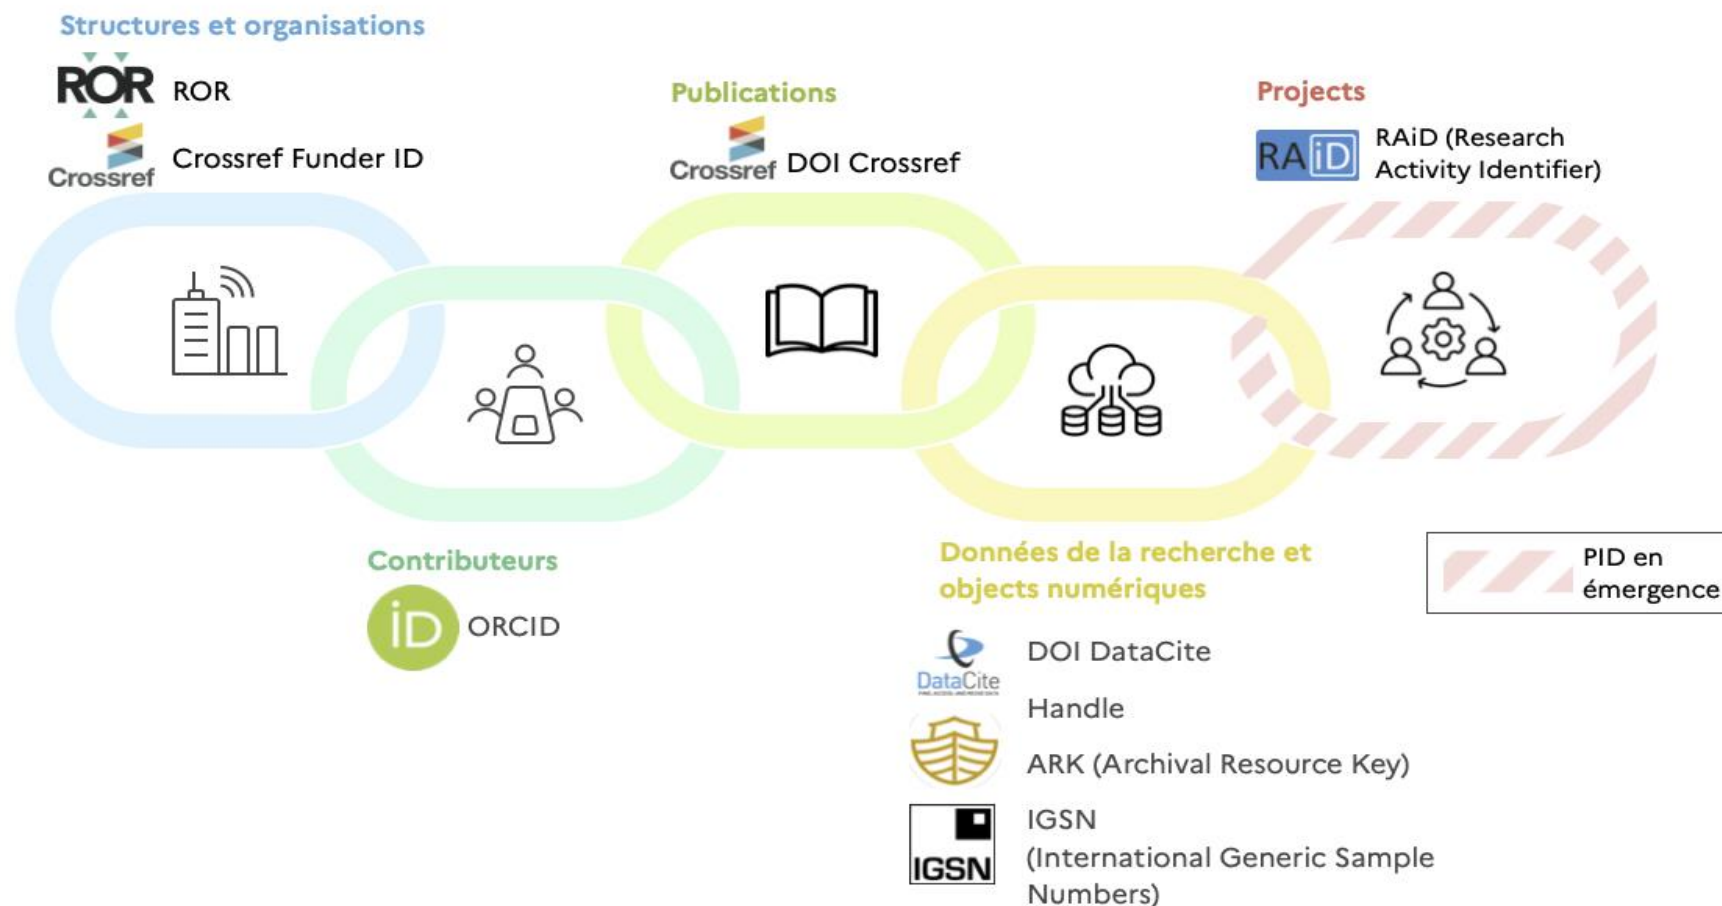 Structures et organisations
ROR ROR
Crossref Crossref Funder ID
Publications
Crossref DOI Crossref
Projects
RAiD RAiD (Research
Activity Identifier)
Contributeurs
iD ORCID
Données de la recherche et
objects numériques
DataCite DOI DataCite
Handle
ARK (Archival Resource Key)
IGSN IGSN
(International Generic Sample
Numbers)
PID en
émergence